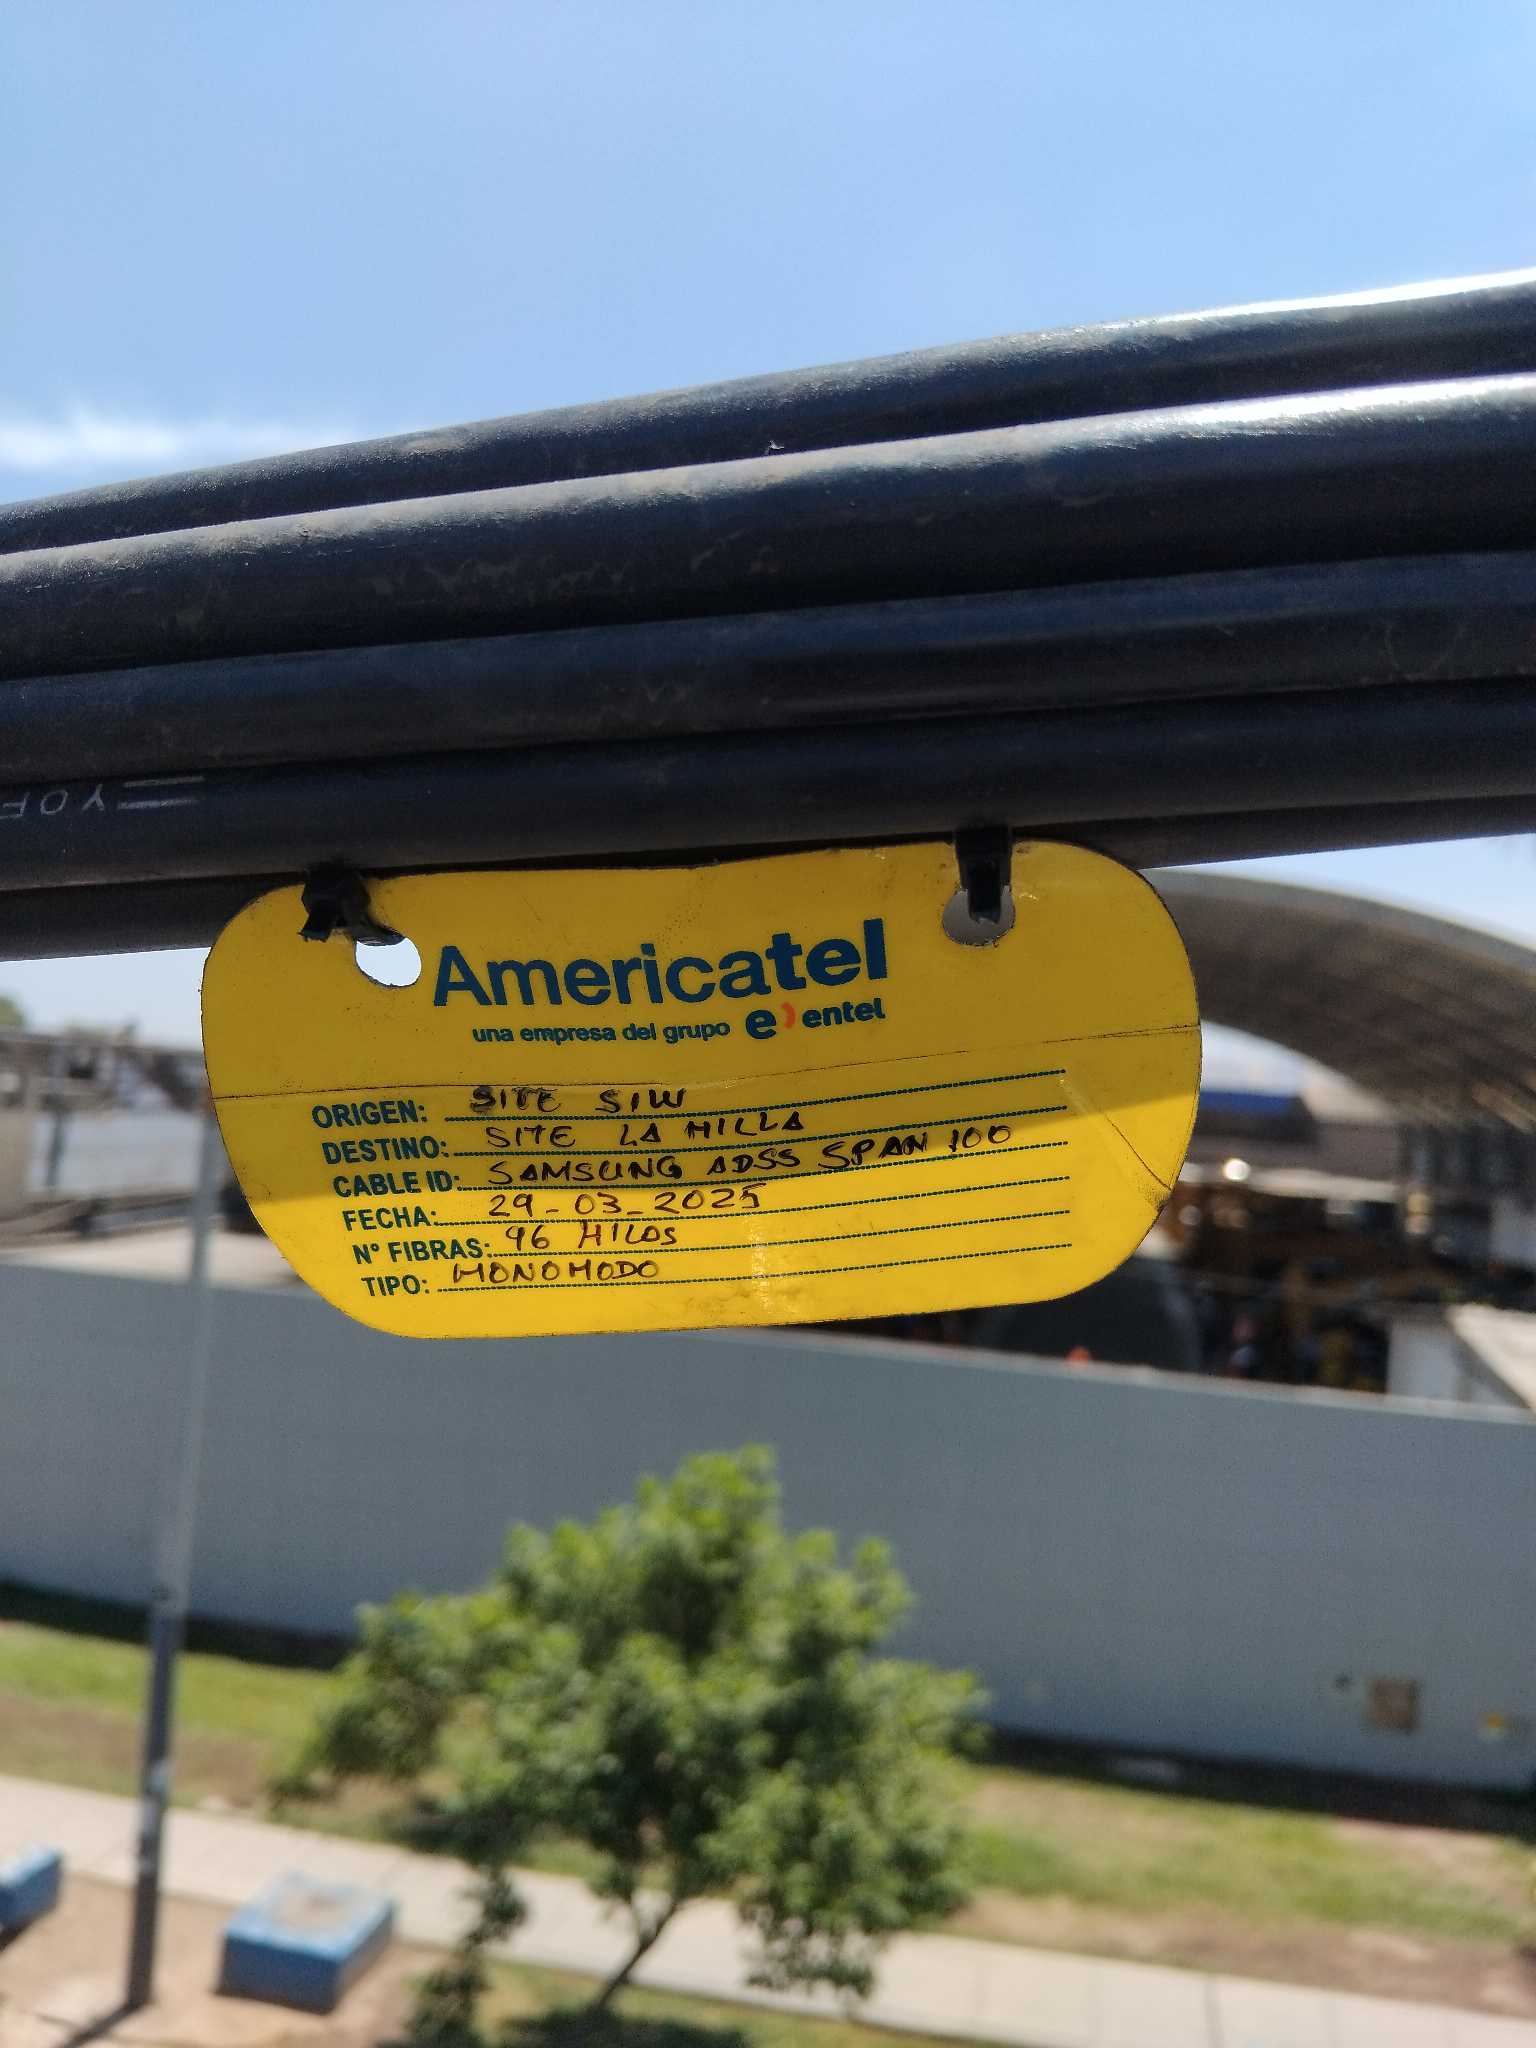 YOF
Americatel
una empresa del grupo e) entel
ORIGEN: SITE SIW
DESTINO: SITE LA MILLA
CABLE ID: SAMSUNG ADSS SPAN 100
FECHA: 29-03-2025
N° FIBRAS: 96 HILOS
TIPO: MONOMODO